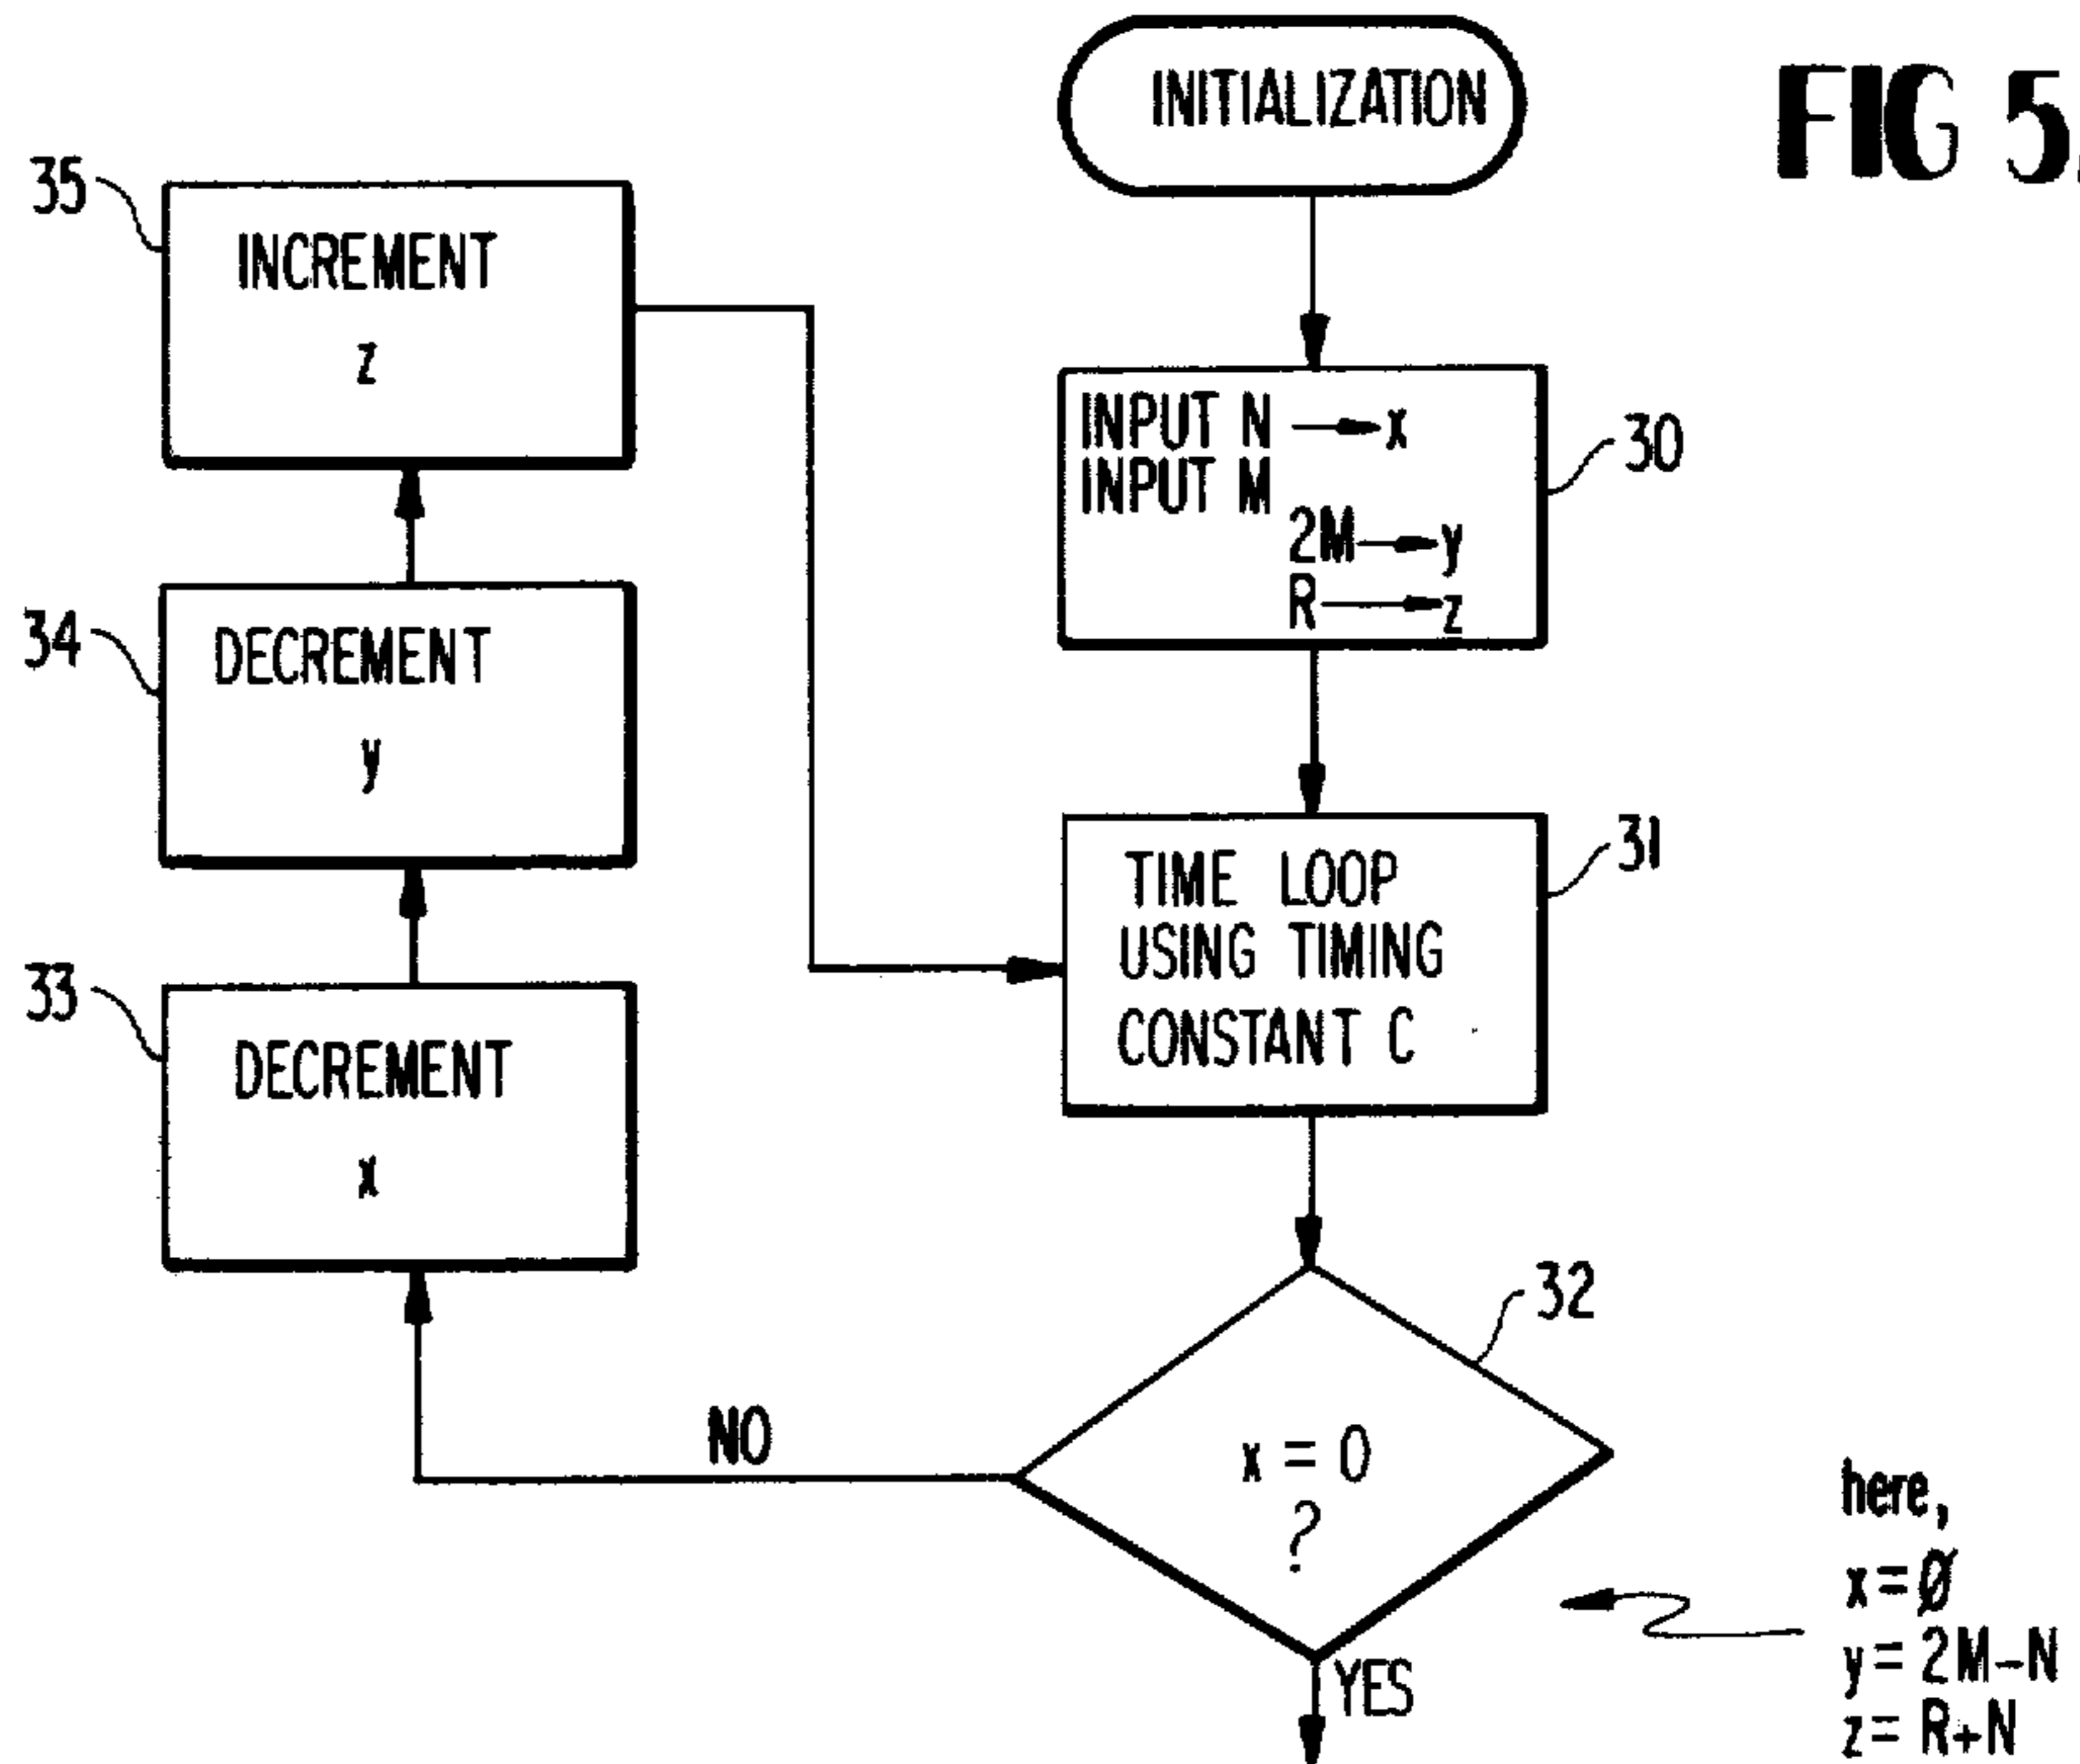 FIG 5.
INITIALIZATION
INPUT N → x
INPUT M
2M → y
R → z
30
TIME LOOP
USING TIMING
CONSTANT C
31
x = 0
?
32
NO
YES
DECREMENT
x
33
DECREMENT
y
34
INCREMENT
z
35
here,
x=Ø
y= 2M-N
z= R+N